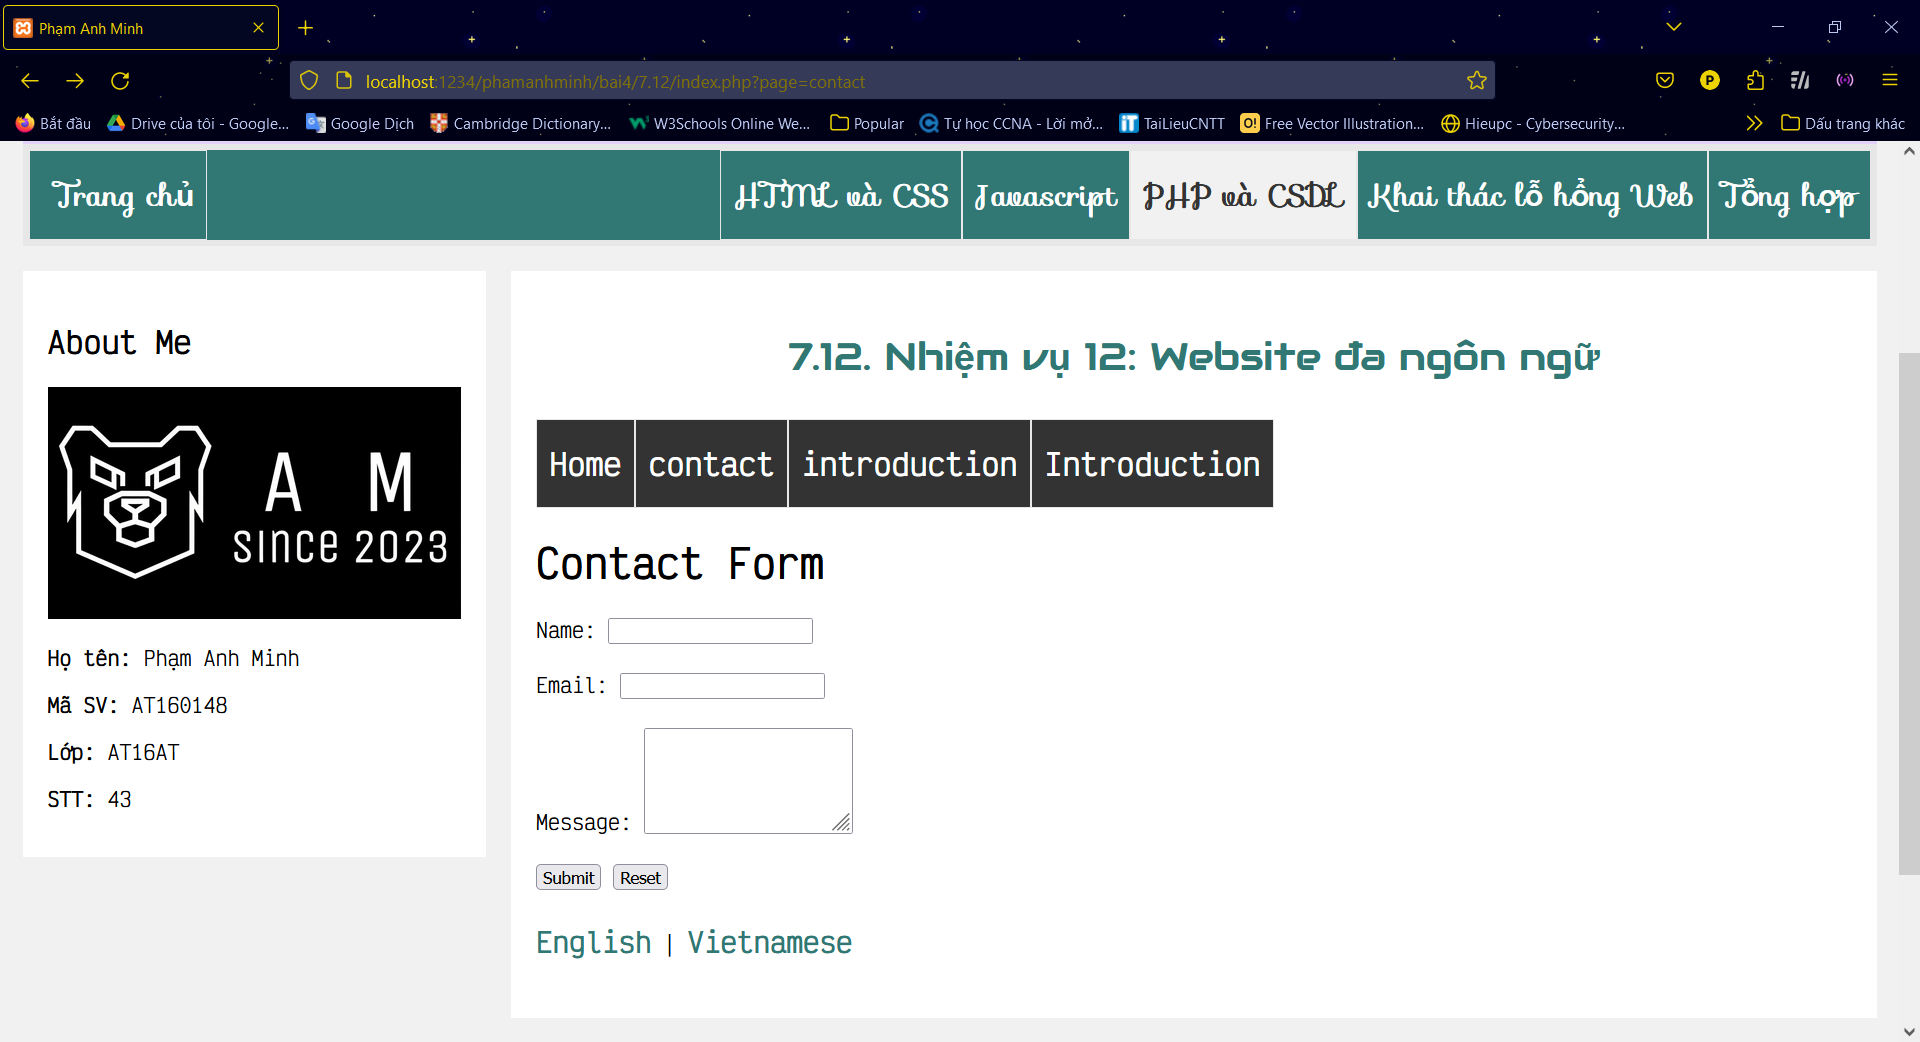 Phạm Anh Minh
localhost:1234/phamanhminh/bai4/7.12/index.php?page=contact
Bắt đầu Drive của tôi - Google... Google Dịch Cambridge Dictionary... W3Schools Online We... Popular Tự học CCNA - Lời mở... TaiLieuCNTT Free Vector Illustration... Hieupc - Cybersecurity... Dấu trang khác
Trang chủ HTML và CSS Javascript PHP và CSDL Khai thác lỗ hổng Web Tổng hợp
About Me
A M
since 2023
Họ tên: Phạm Anh Minh
Mã SV: AT160148
Lớp: AT16AT
STT: 43
7.12. Nhiệm vụ 12: Website đa ngôn ngữ
Home contact introduction Introduction
Contact Form
Name:
Email:
Message:
Submit Reset
English | Vietnamese